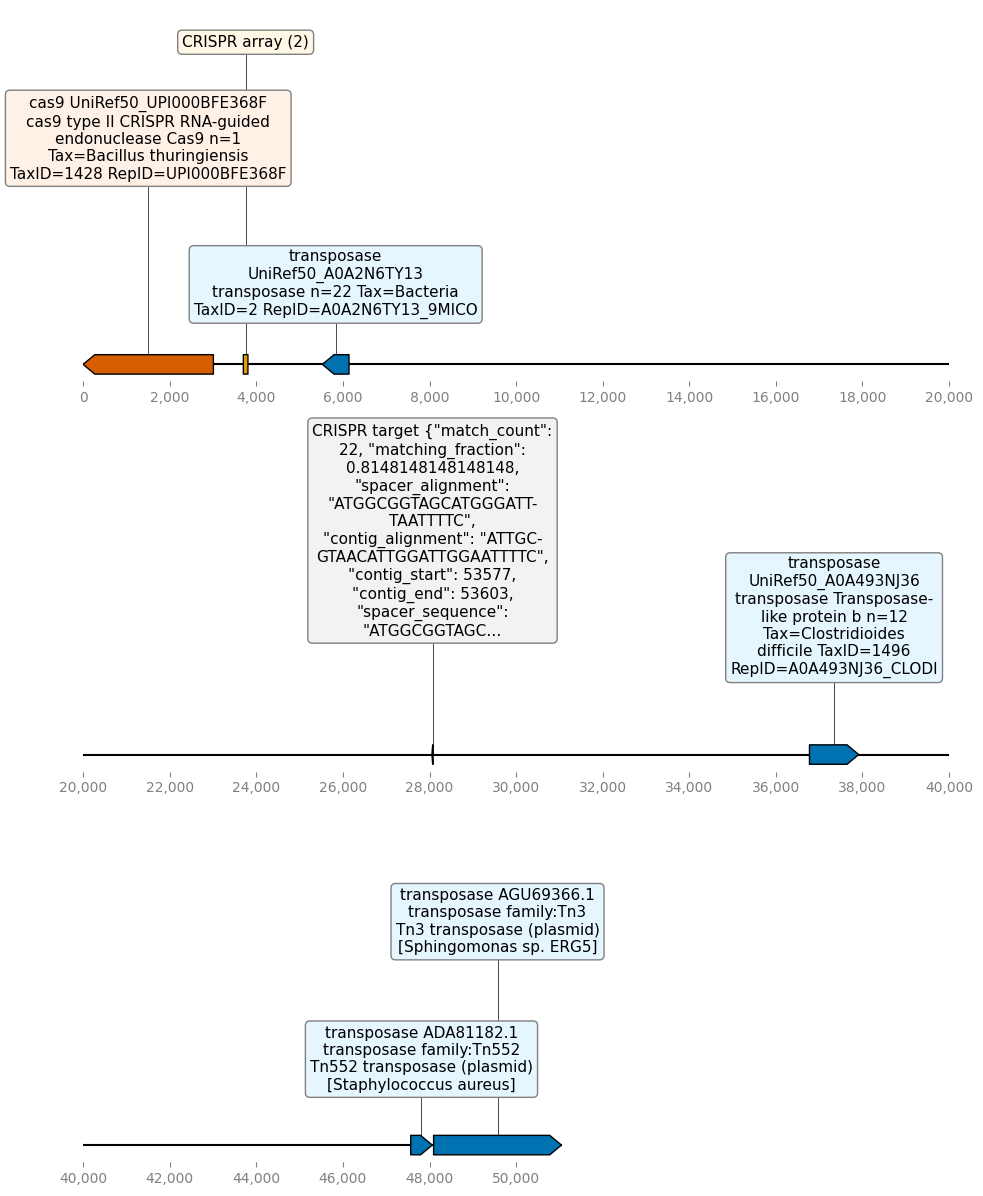 CRISPR array (2)
cas9 UniRef50_UPI000BFE368F
cas9 type II CRISPR RNA-guided
endonuclease Cas9 n=1
Tax=Bacillus thuringiensis
TaxID=1428 RepID=UPI000BFE368F
transposase
UniRef50_A0A2N6TY13
transposase n=22 Tax=Bacteria
TaxID=2 RepID=A0A2N6TY13_9MICO
0 2,000 4,000 6,000 8,000 10,000 12,000 14,000 16,000 18,000 20,000
CRISPR target {"match_count":
22, "matching_fraction":
0.8148148148148148,
"spacer_alignment":
"ATGGCGGTAGCATGGGATT-
TAATTTTC",
"contig_alignment": "ATTGC-
GTAACATTGGATTGGAATTTTC",
"contig_start": 53577,
"contig_end": 53603,
"spacer_sequence":
"ATGGCGGTAGC...
transposase
UniRef50_A0A493NJ36
transposase Transposase-
like protein b n=12
Tax=Clostridioides
difficile TaxID=1496
RepID=A0A493NJ36_CLODI
20,000 22,000 24,000 26,000 28,000 30,000 32,000 34,000 36,000 38,000 40,000
transposase AGU69366.1
transposase family:Tn3
Tn3 transposase (plasmid)
[Sphingomonas sp. ERG5]
transposase ADA81182.1
transposase family:Tn552
Tn552 transposase (plasmid)
[Staphylococcus aureus]
40,000 42,000 44,000 46,000 48,000 50,000